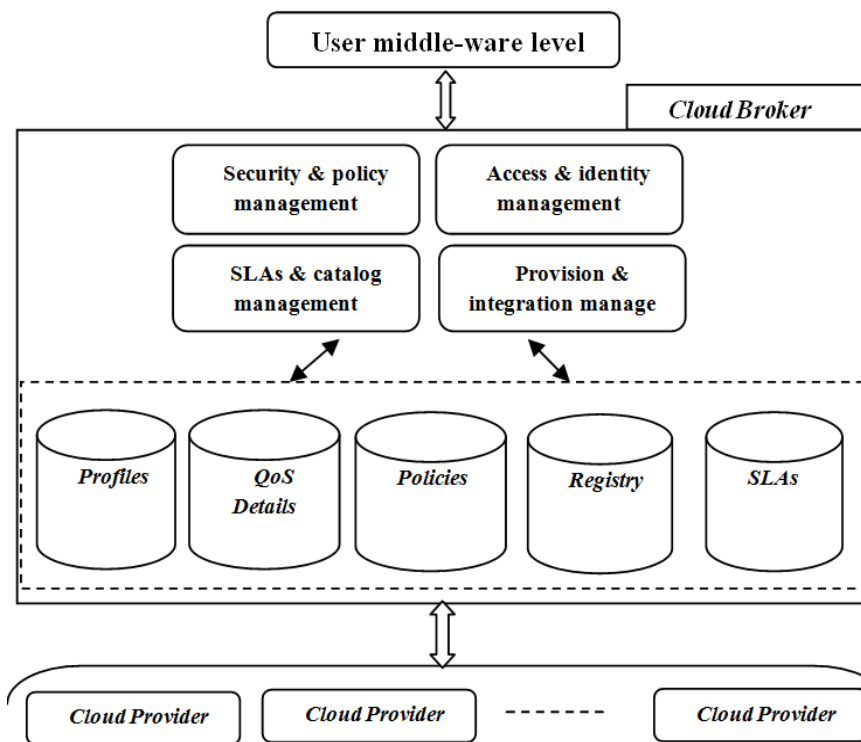 User middle-ware level
Cloud Broker
Security & policy
management
Access & identity
management
SLAs & catalog
management
Provision &
integration manage
Profiles
QoS
Details
Policies
Registry
SLAs
Cloud Provider
Cloud Provider
Cloud Provider